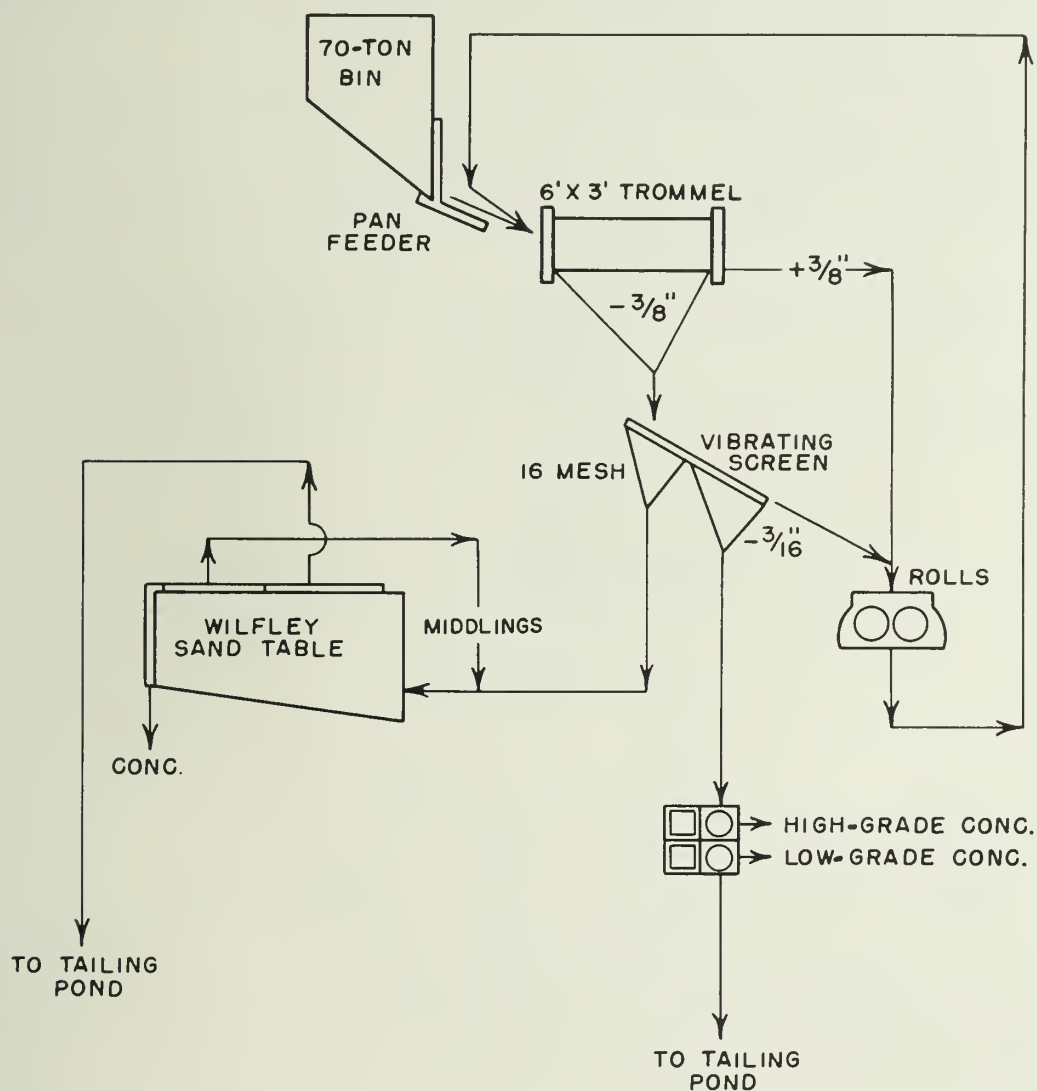 70-TON
BIN
PAN
FEEDER
6' X 3' TROMMEL
+3/8"
-3/8"
VIBRATING
SCREEN
16 MESH
-3/16"
ROLLS
WILFLEY
SAND TABLE
MIDDLINGS
CONC.
HIGH-GRADE CONC.
LOW-GRADE CONC.
TO TAILING
POND
TO TAILING
POND